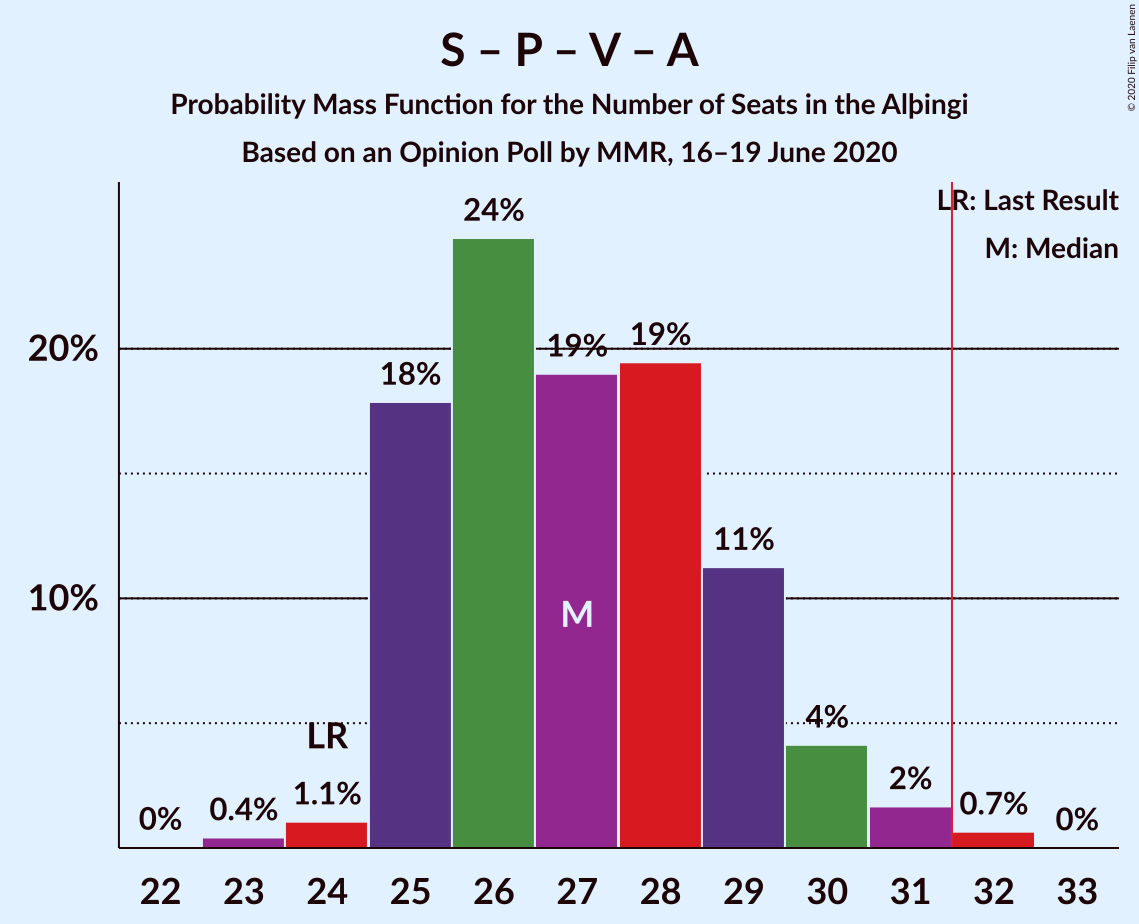 S – P – V – A
Probability Mass Function for the Number of Seats in the Alþingi
Based on an Opinion Poll by MMR, 16–19 June 2020
© 2020 Filip van Laenen
LR: Last Result
M: Median
20%
10%
0%
0.4%
LR
1.1%
18%
24%
19%
M
19%
11%
4%
2%
0.7%
0%
22 23 24 25 26 27 28 29 30 31 32 33